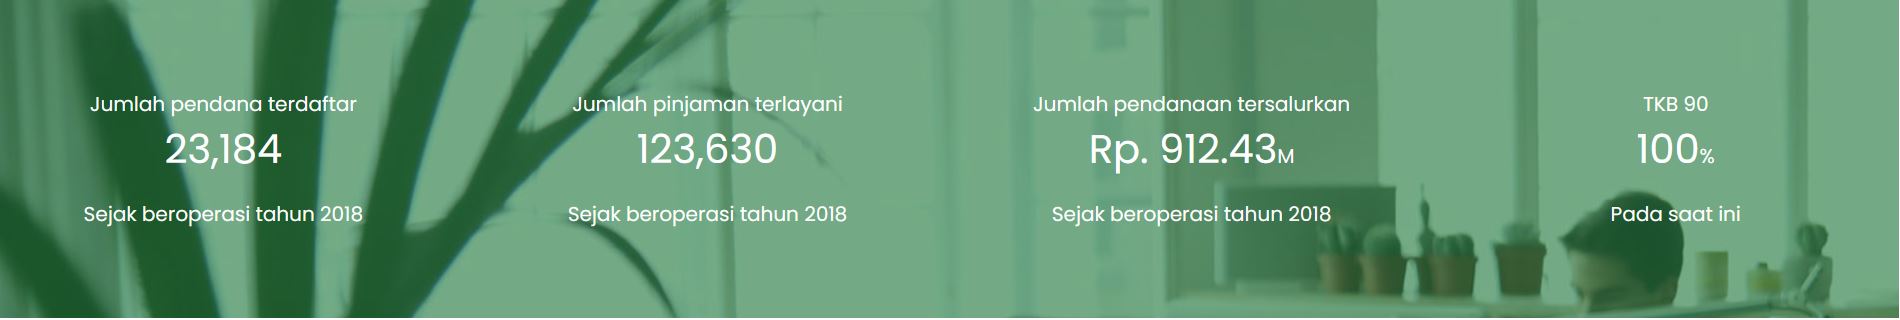 Jumlah pendana terdaftar
23,184
Sejak beroperasi tahun 2018
Jumlah pinjaman terlayani
123,630
Sejak beroperasi tahun 2018
Jumlah pendanaan tersalurkan
Rp. 912.43M
Sejak beroperasi tahun 2018
TKB 90
100%
Pada saat ini